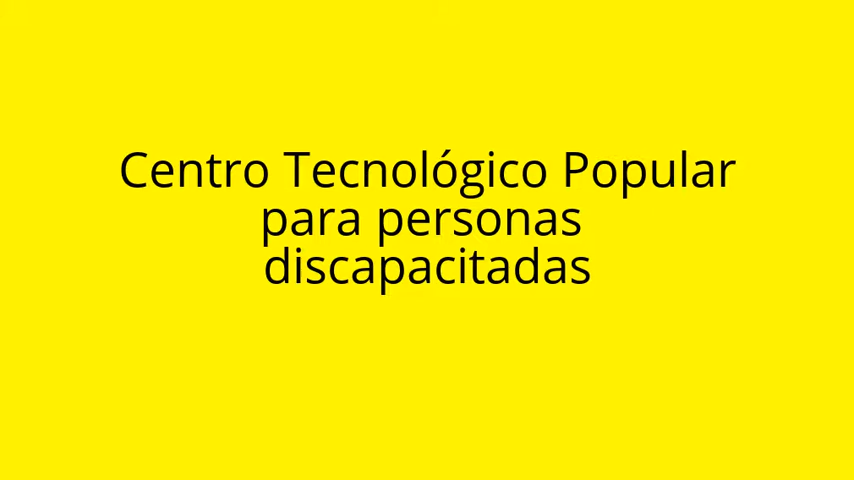 Centro Tecnológico Popular
para personas
discapacitadas